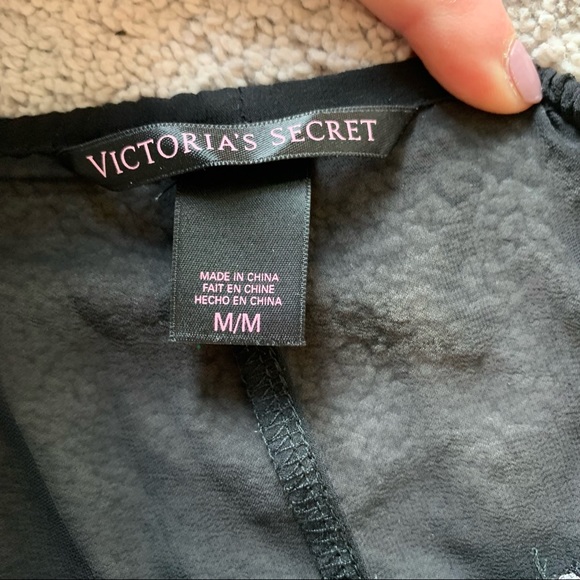 VICTORIA'S SECRET
MADE IN CHINA
FAIT EN CHINE
HECHO EN CHINA
M/M